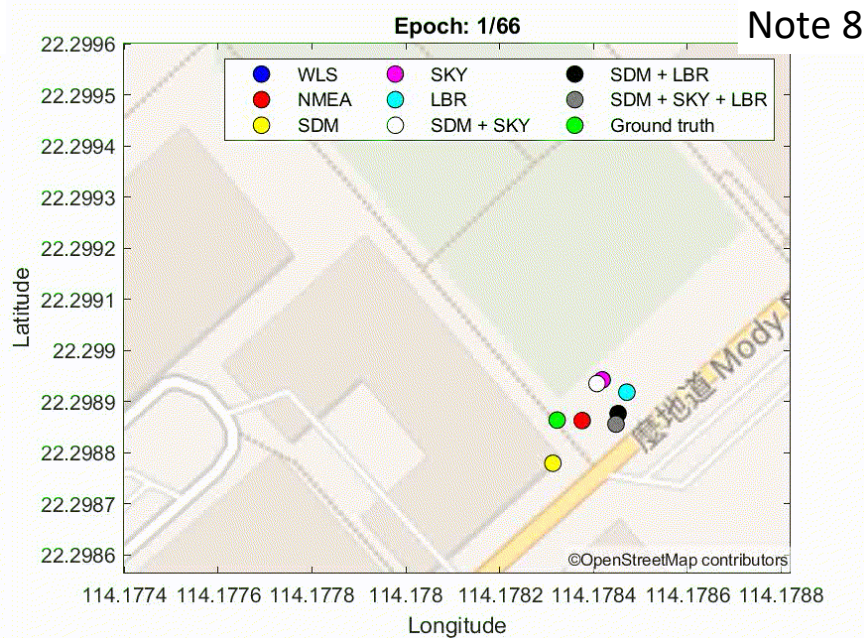 Note 8
Epoch: 1/66
WLS
NMEA
SDM
SKY
LBR
SDM + SKY
SDM + LBR
SDM + SKY + LBR
Ground truth
22.2996
22.2995
22.2994
22.2993
22.2992
22.2991
22.299
22.2989
22.2988
22.2987
22.2986
Latitude
麼地道 Mody
©OpenStreetMap contributors
114.1774 114.1776 114.1778 114.178 114.1782 114.1784 114.1786 114.1788
Longitude